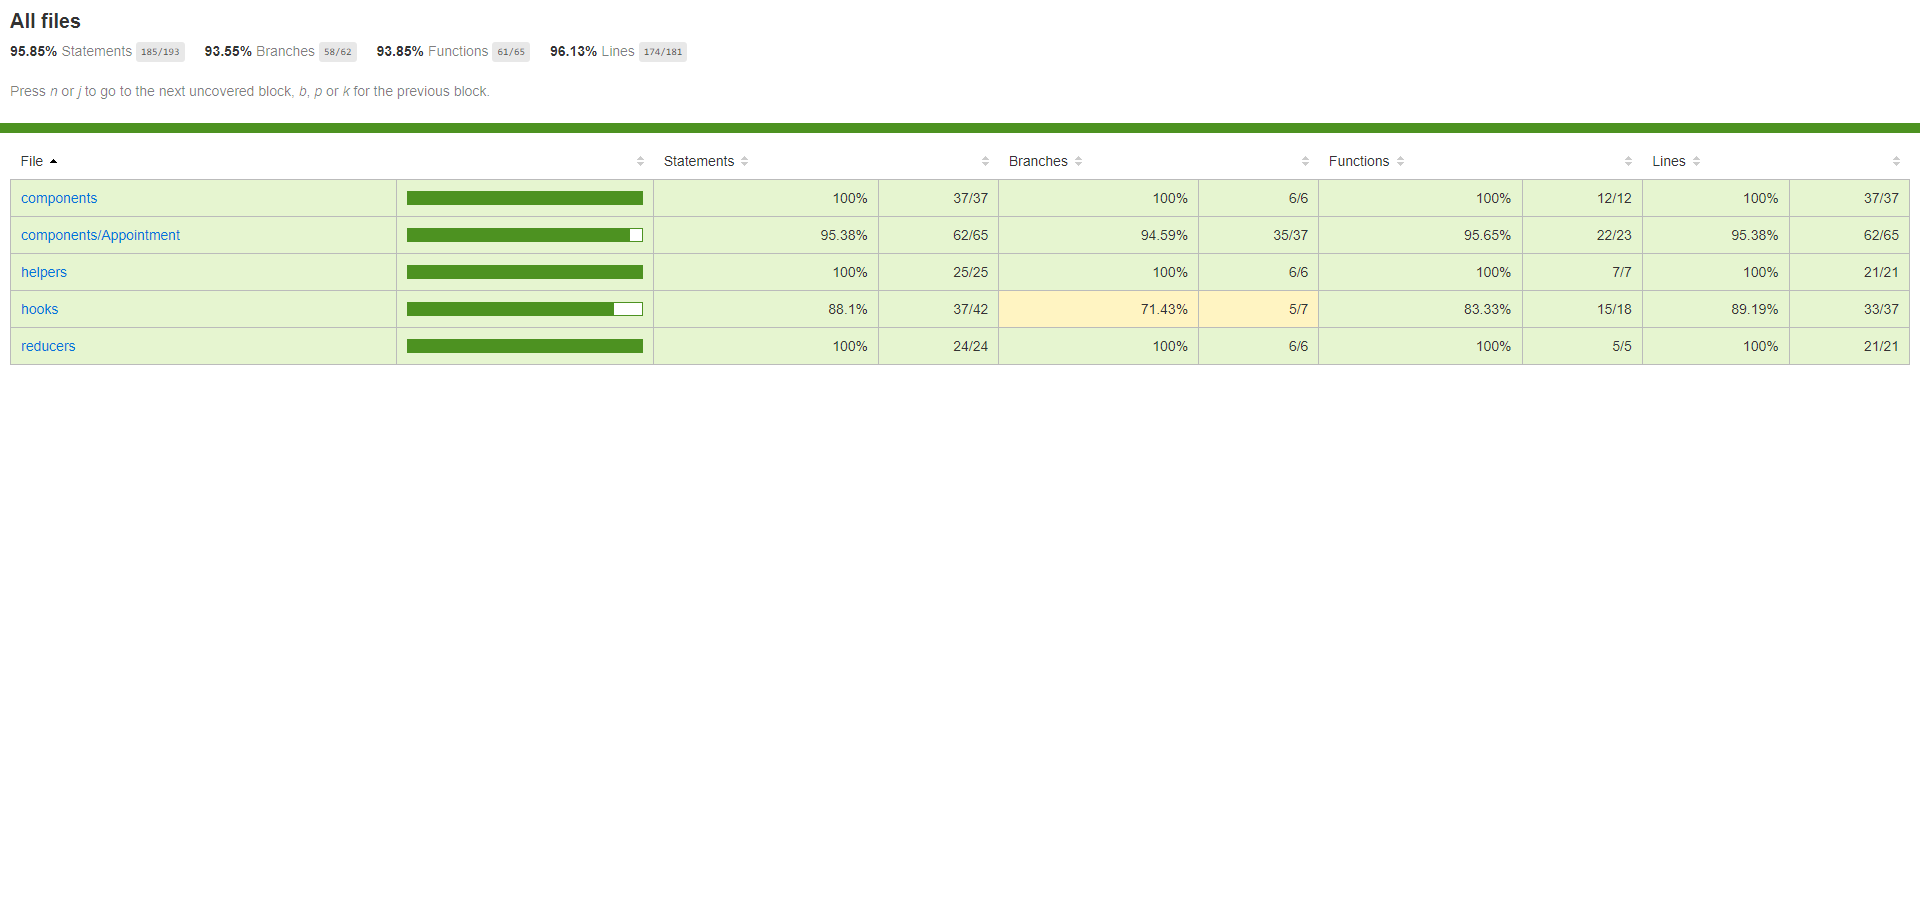 All files
95.85% Statements 185/193 93.55% Branches 58/62 93.85% Functions 61/65 96.13% Lines 174/181
Press n or j to go to the next uncovered block, b, p or k for the previous block.
File Statements Branches Functions Lines
components 100% 37/37 100% 6/6 100% 12/12 100% 37/37
components/Appointment 95.38% 62/65 94.59% 35/37 95.65% 22/23 95.38% 62/65
helpers 100% 25/25 100% 6/6 100% 7/7 100% 21/21
hooks 88.1% 37/42 71.43% 5/7 83.33% 15/18 89.19% 33/37
reducers 100% 24/24 100% 6/6 100% 5/5 100% 21/21